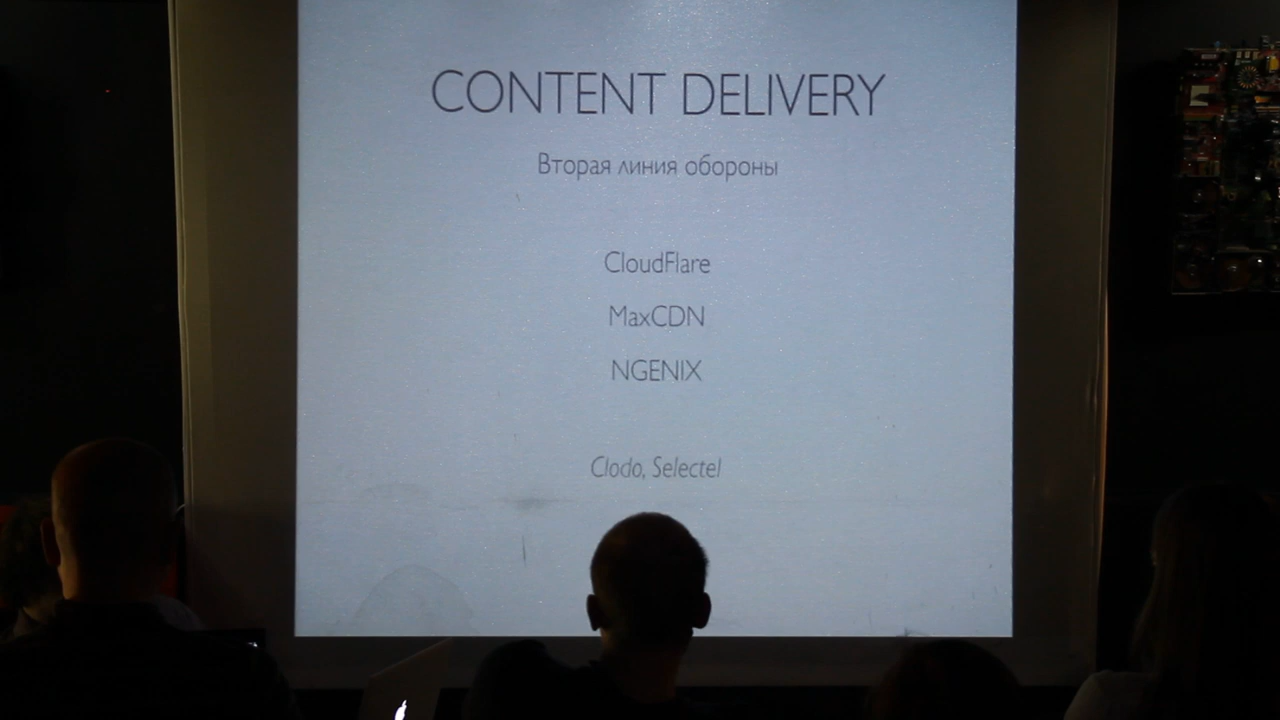 CONTENT DELIVERY
Вторая линия обороны
CloudFlare
MaxCDN
NGENIX
Clodo, Selectel